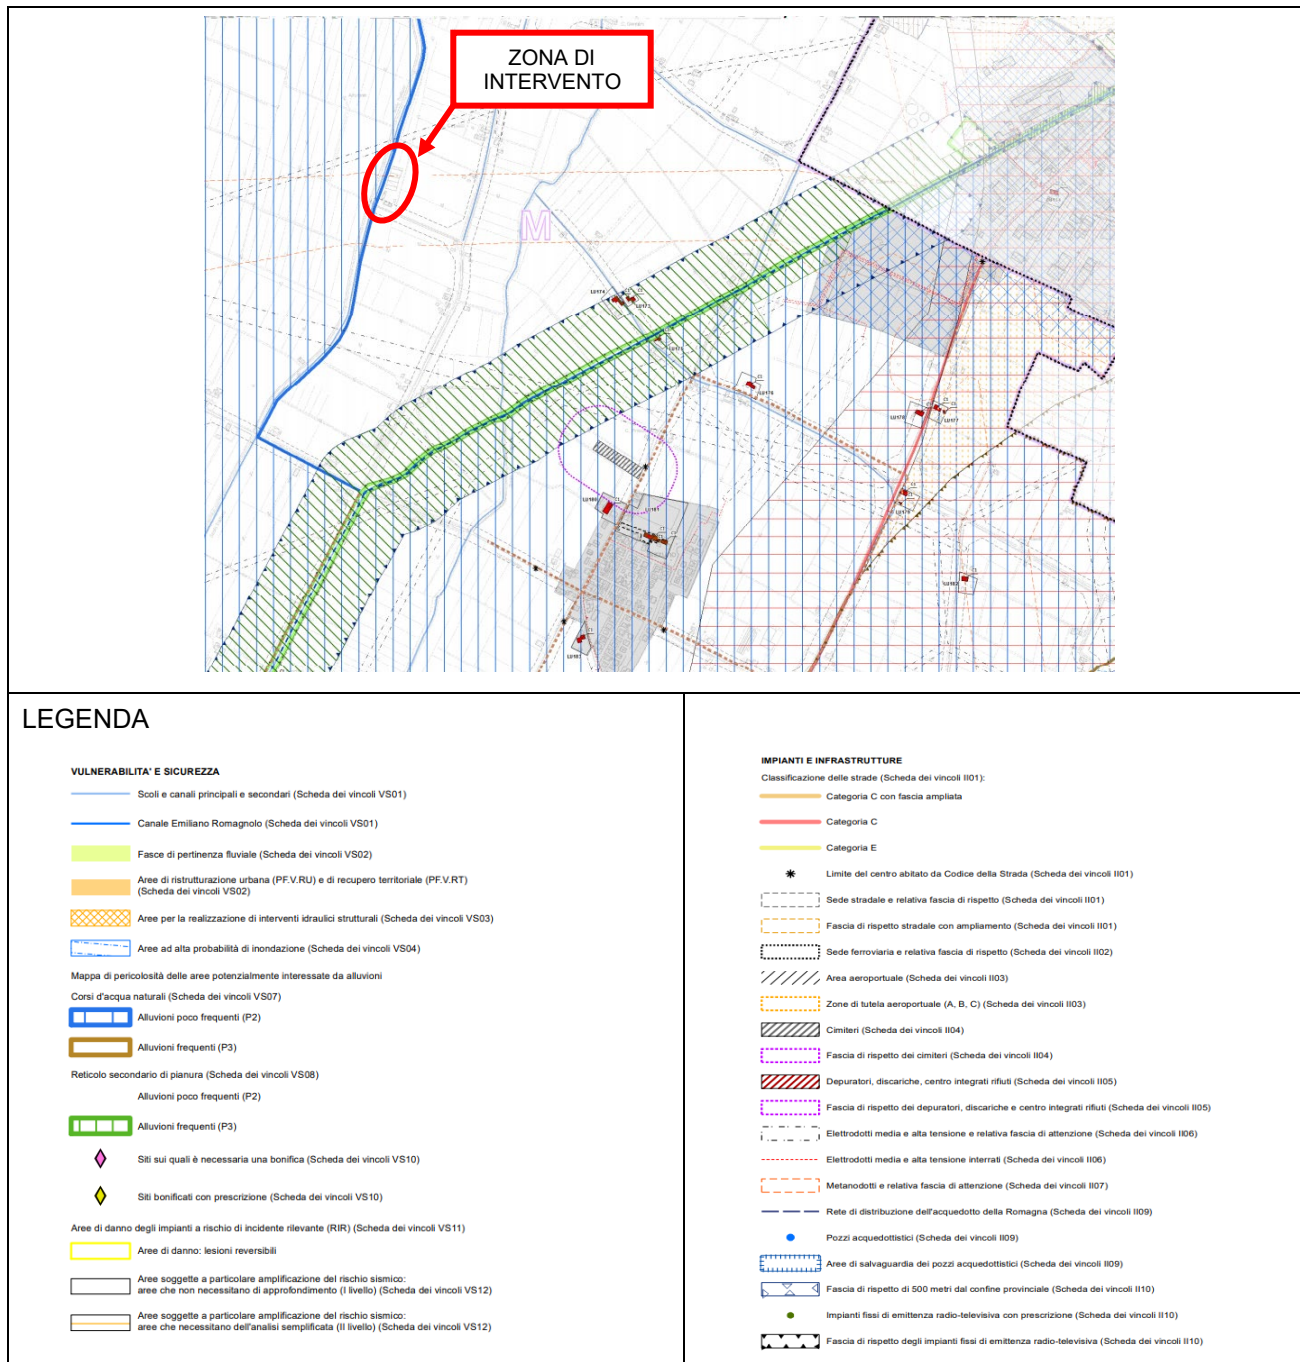 ZONA DI
INTERVENTO
M
LU174
LU173
LU175
LU176
LU178
LU177
LU179
LU180
LU181
LU182
LU183
LEGENDA
VULNERABILITA' E SICUREZZA
Scoli e canali principali e secondari (Scheda dei vincoli VS01)
Canale Emiliano Romagnolo (Scheda dei vincoli VS01)
Fasce di pertinenza fluviale (Scheda dei vincoli VS02)
Aree di ristrutturazione urbana (PF.V.RU) e di recupero territoriale (PF.V.RT)
(Scheda dei vincoli VS02)
Aree per la realizzazione di interventi idraulici strutturali (Scheda dei vincoli VS03)
Aree ad alta probabilità di inondazione (Scheda dei vincoli VS04)
Mappa di pericolosità delle aree potenzialmente interessate da alluvioni
Corsi d'acqua naturali (Scheda dei vincoli VS07)
Alluvioni poco frequenti (P2)
Alluvioni frequenti (P3)
Reticolo secondario di pianura (Scheda dei vincoli VS08)
Alluvioni poco frequenti (P2)
Alluvioni frequenti (P3)
Siti sui quali è necessaria una bonifica (Scheda dei vincoli VS10)
Siti bonificati con prescrizione (Scheda dei vincoli VS10)
Aree di danno degli impianti a rischio di incidente rilevante (RIR) (Scheda dei vincoli VS11)
Aree di danno: lesioni reversibili
Aree soggette a particolare amplificazione del rischio sismico:
aree che non necessitano di approfondimento (I livello) (Scheda dei vincoli VS12)
Aree soggette a particolare amplificazione del rischio sismico:
aree che necessitano dell'analisi semplificata (II livello) (Scheda dei vincoli VS12)
IMPIANTI E INFRASTRUTTURE
Classificazione delle strade (Scheda dei vincoli II01):
Categoria C con fascia ampliata
Categoria C
Categoria E
Limite del centro abitato da Codice della Strada (Scheda dei vincoli II01)
Sede stradale e relativa fascia di rispetto (Scheda dei vincoli II01)
Fascia di rispetto stradale con ampliamento (Scheda dei vincoli II01)
Sede ferroviaria e relativa fascia di rispetto (Scheda dei vincoli II02)
Area aeroportuale (Scheda dei vincoli II03)
Zone di tutela aeroportuale (A, B, C) (Scheda dei vincoli II03)
Cimiteri (Scheda dei vincoli II04)
Fascia di rispetto dei cimiteri (Scheda dei vincoli II04)
Depuratori, discariche, centro integrati rifiuti (Scheda dei vincoli II05)
Fascia di rispetto dei depuratori, discariche e centro integrati rifiuti (Scheda dei vincoli II05)
Elettrodotti media e alta tensione e relativa fascia di attenzione (Scheda dei vincoli II06)
Elettrodotti media e alta tensione interrati (Scheda dei vincoli II06)
Metanodotti e relativa fascia di attenzione (Scheda dei vincoli II07)
Rete di distribuzione dell'acquedotto della Romagna (Scheda dei vincoli II09)
Pozzi acquedottistici (Scheda dei vincoli II09)
Aree di salvaguardia dei pozzi acquedottistici (Scheda dei vincoli II09)
Fascia di rispetto di 500 metri dal confine provinciale (Scheda dei vincoli II10)
Impianti fissi di emittenza radio-televisiva con prescrizione (Scheda dei vincoli II10)
Fascia di rispetto degli impianti fissi di emittenza radio-televisiva (Scheda dei vincoli II10)